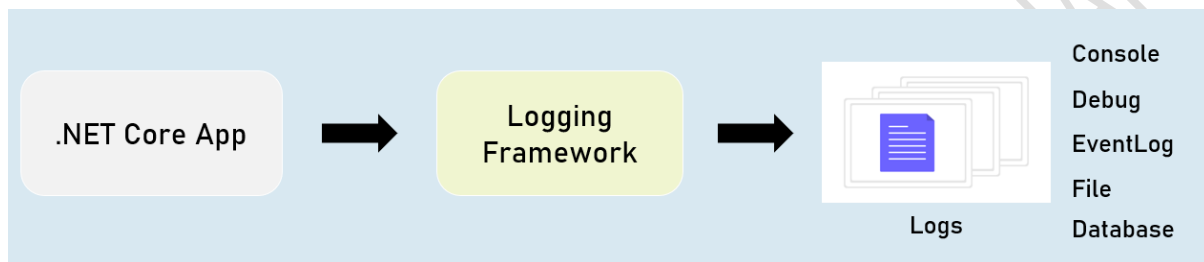 .NET Core App
Logging
Framework
Logs
Console
Debug
EventLog
File
Database